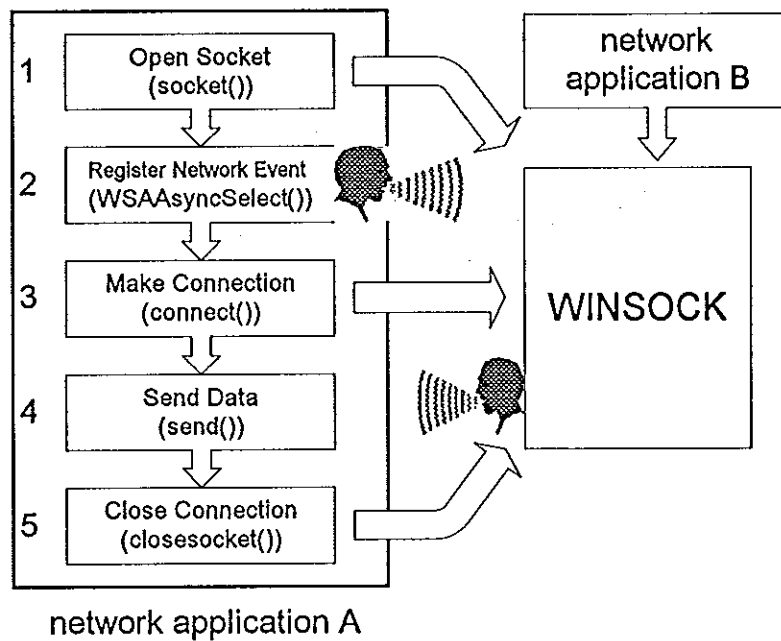 1
Open Socket
(socket())
2
Register Network Event
(WSAAsyncSelect())
3
Make Connection
(connect())
4
Send Data
(send())
5
Close Connection
(closesocket())
network application A
network
application B
WINSOCK